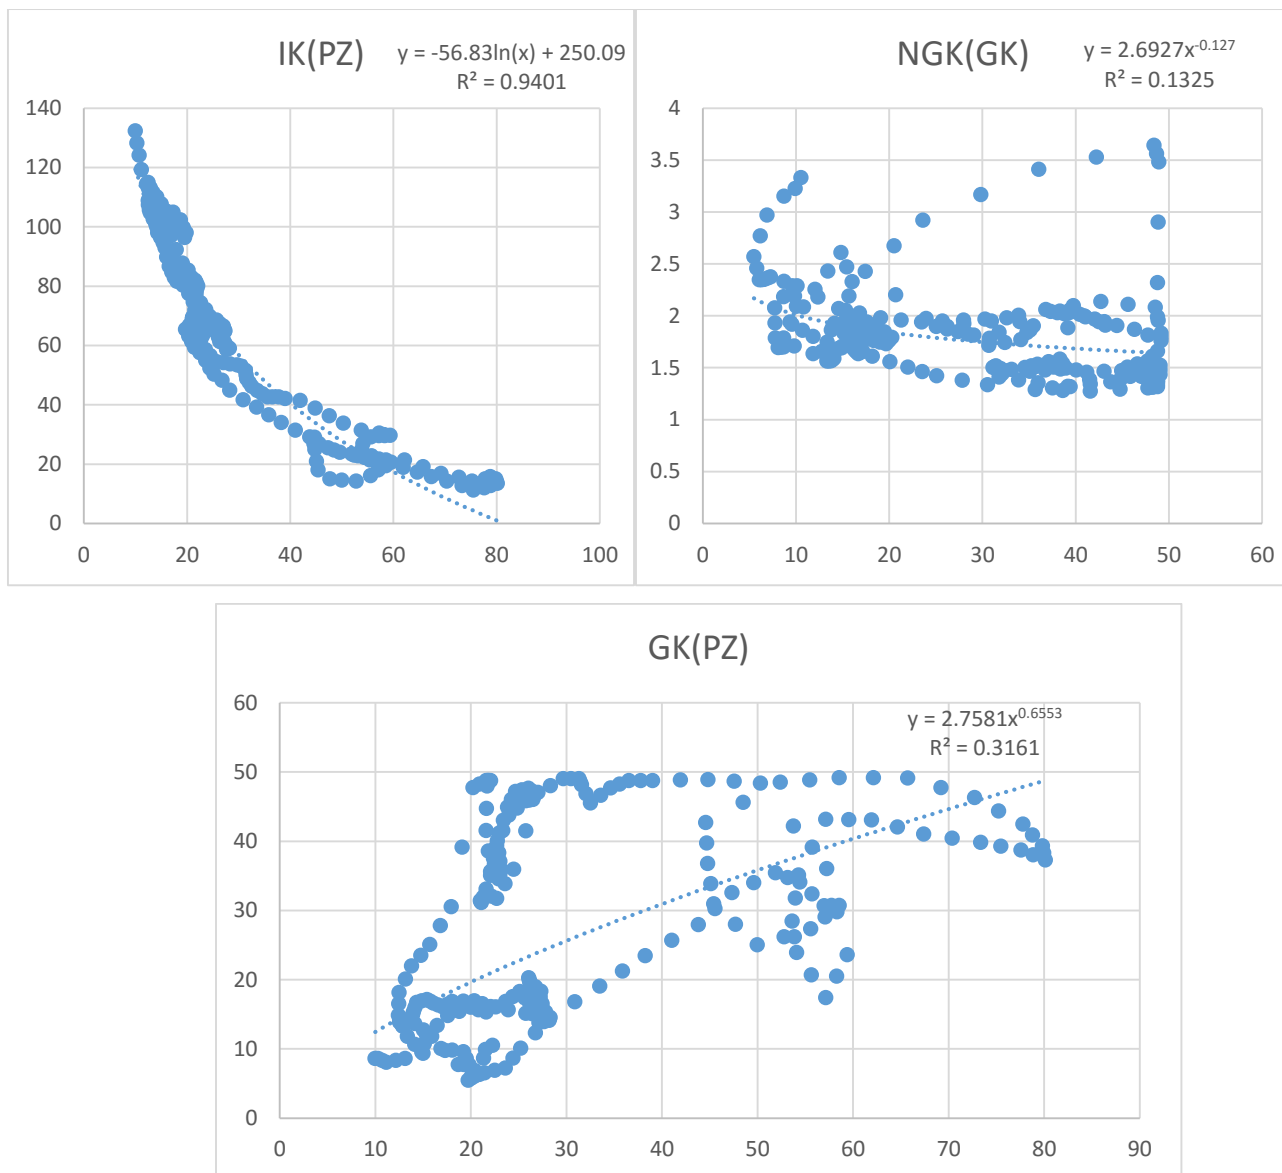 IK(PZ)
y = -56.83ln(x) + 250.09
R² = 0.9401
140
120
100
80
60
40
20
0
0 20 40 60 80 100
NGK(GK)
y = 2.6927x⁻⁰·¹²⁷
R² = 0.1325
4
3.5
3
2.5
2
1.5
1
0.5
0
0 10 20 30 40 50 60
GK(PZ)
y = 2.7581x⁰·⁶⁵⁵³
R² = 0.3161
60
50
40
30
20
10
0
0 10 20 30 40 50 60 70 80 90